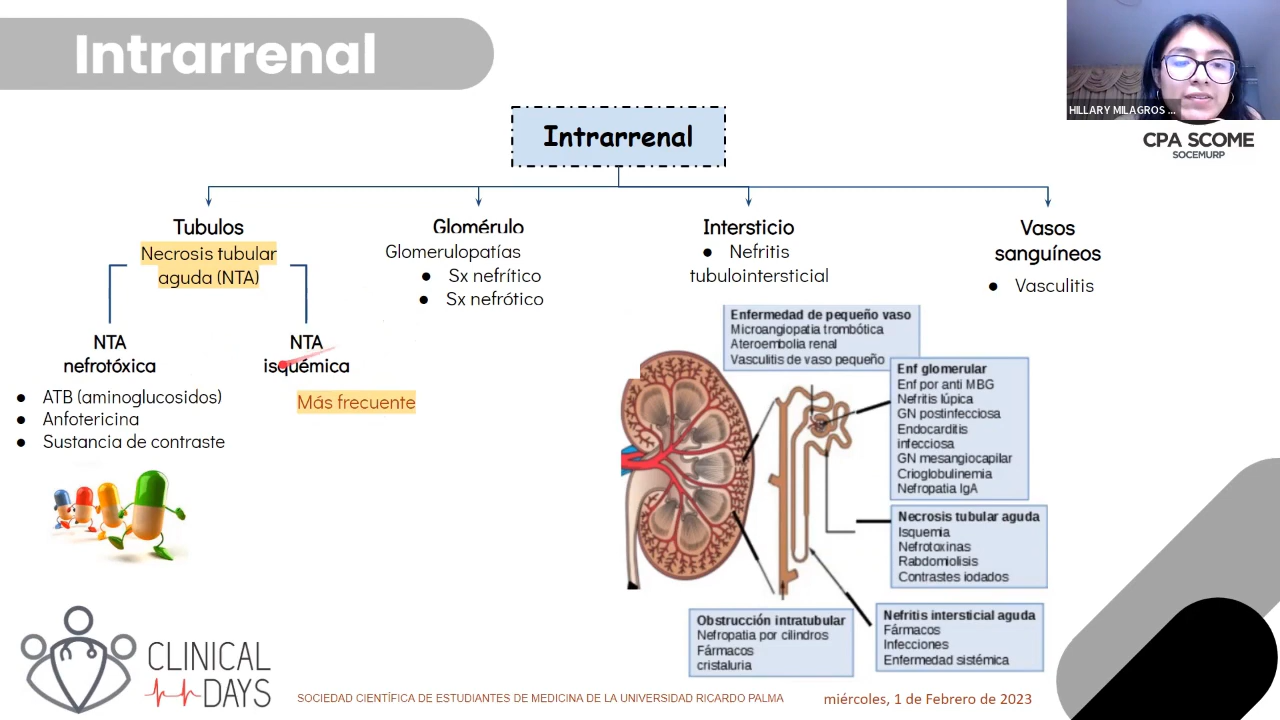 Intrarrenal
HILLARY MILAGROS ...
CPA SCOME
SOCEMURP
Intrarrenal
Tubulos
Necrosis tubular
aguda (NTA)
NTA
nefrotóxica
ATB (aminoglucosidos)
Anfotericina
Sustancia de contraste
NTA
isquémica
Más frecuente
Glomérulo
Glomerulopatías
Sx nefrítico
Sx nefrótico
Intersticio
Nefritis
tubulointersticial
Vasos
sanguíneos
Vasculitis
Enfermedad de pequeño vaso
Microangiopatia trombótica
Ateroembolia renal
Vasculitis de vaso pequeño
Enf glomerular
Enf por anti MBG
Nefritis lúpica
GN postinfecciosa
Endocarditis
infecciosa
GN mesangiocapilar
Crioglobulinemia
Nefropatia IgA
Necrosis tubular aguda
Isquemia
Nefrotoxinas
Rabdomiolisis
Contrastes iodados
Obstrucción intratubular
Nefropatia por cilindros
Fármacos
cristaluria
Nefritis intersticial aguda
Fármacos
Infecciones
Enfermedad sistémica
CLINICAL
DAYS
SOCIEDAD CIENTÍFICA DE ESTUDIANTES DE MEDICINA DE LA UNIVERSIDAD RICARDO PALMA
miércoles, 1 de Febrero de 2023